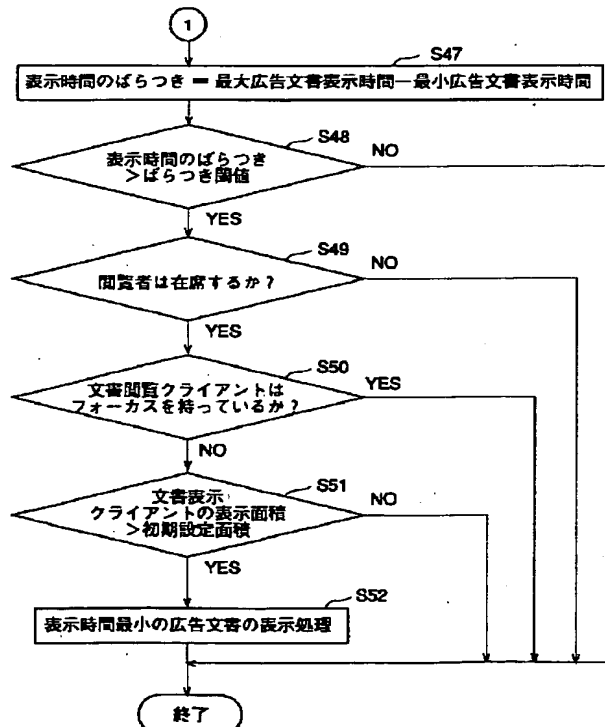 1
S47
表示時間のばらつき = 最大広告文書表示時間－最小広告文書表示時間
S48
表示時間のばらつき
＞ばらつき閾値
NO
YES
S49
閲覧者は在席するか？
NO
YES
S50
文書閲覧クライアントは
フォーカスを持っているか？
YES
NO
S51
文書表示
クライアントの表示面積
＞初期設定面積
NO
YES
S52
表示時間最小の広告文書の表示処理
終了